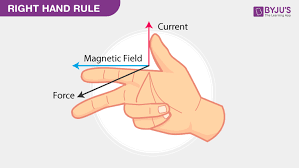 RIGHT HAND RULE
BYJU'S
The Learning App
Current
Magnetic Field
Force